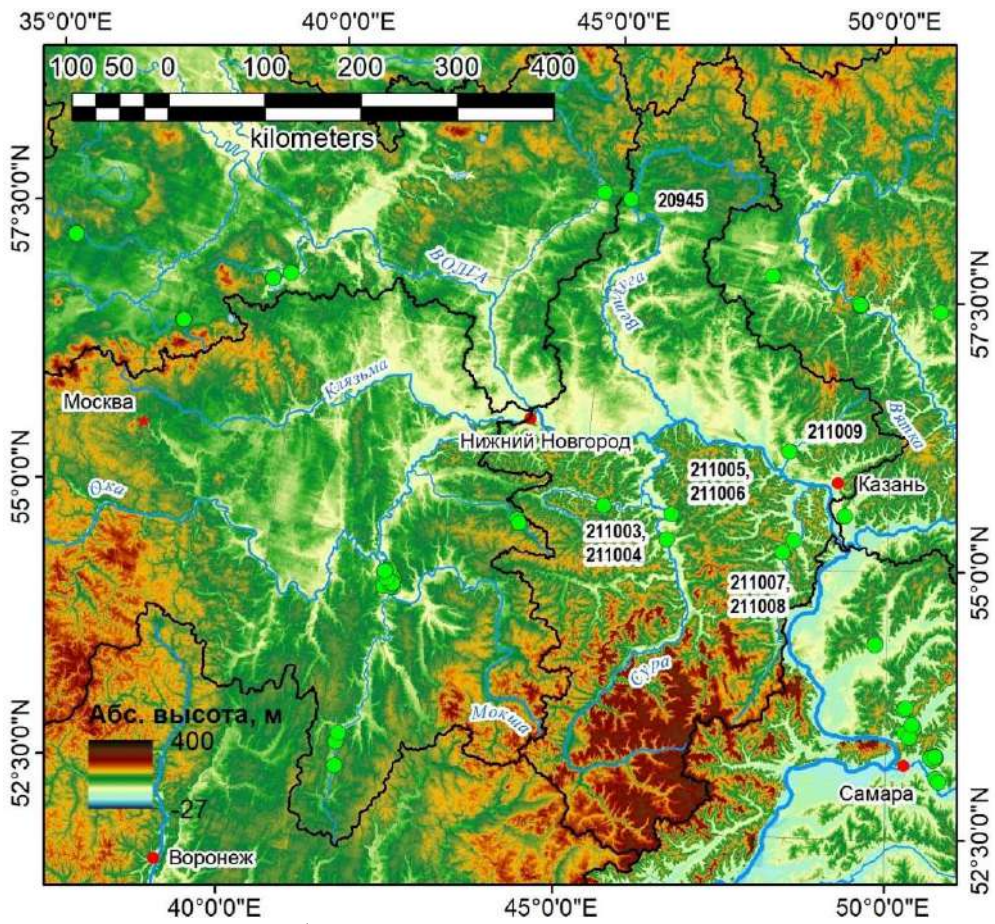 35°0'0"E 40°0'0"E 45°0'0"E 50°0'0"E
100 50 0 100 200 300 400
kilometers
57°30'0"N
20945
ВОЛГА
Ветлуга
57°30'0"N
Клязьма
Москва
Вятка
Нижний Новгород
211009
55°0'0"N
Ока
211005,
211006
Казань
211003,
211004
55°0'0"N
211007,
211008
Сура
Мокша
Абс. высота, м
400
-27
52°30'0"N
Самара
Воронеж
52°30'0"N
40°0'0"E 45°0'0"E 50°0'0"E